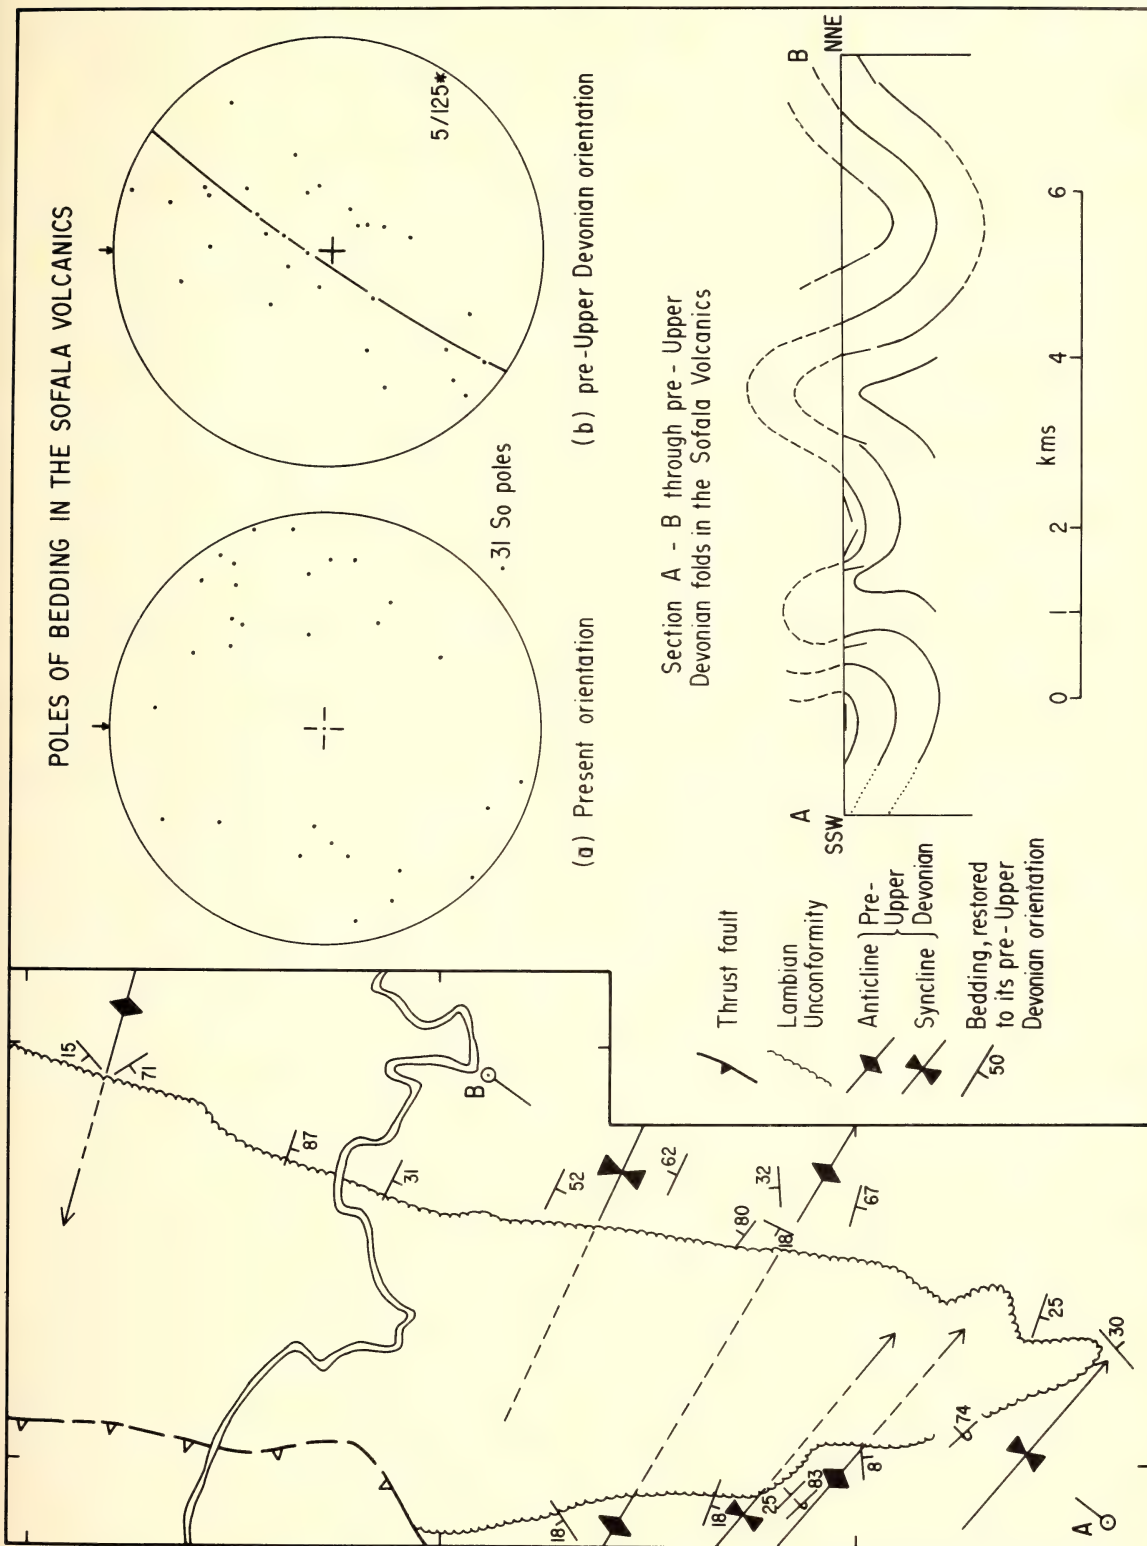 POLES OF BEDDING IN THE SOFALA VOLCANICS
5/125*
(a) Present orientation
. 31 So poles
(b) pre-Upper Devonian orientation
Section A - B through pre - Upper
Devonian folds in the Sofala Volcanics
A
SSW
B
NNE
0
1
2
4
6
kms
Thrust fault
Lambian
Unconformity
Anticline } Pre-
Upper
Syncline } Devonian
50
Bedding, restored
to its pre-Upper
Devonian orientation
15
71
87
31
B
52
62
32
80
18
67
18
18
25
83
8
74
25
30
A